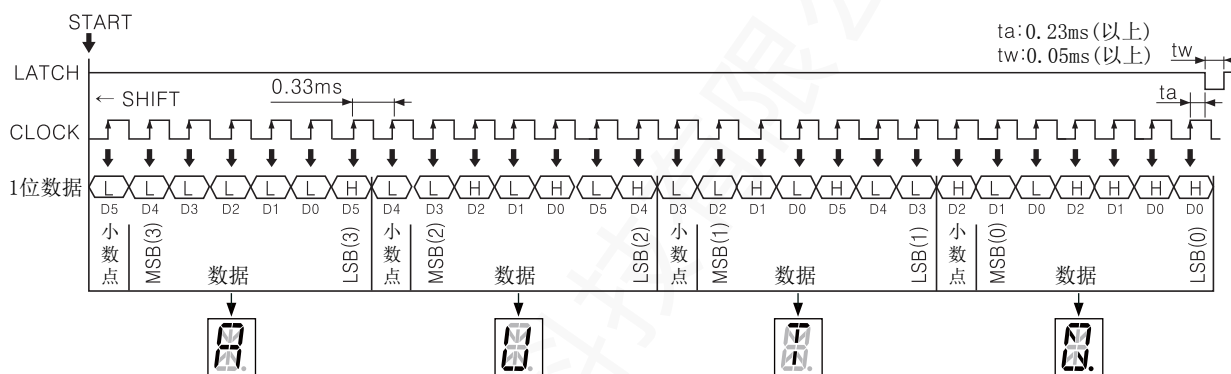 START
ta:0.23ms(以上)
tw:0.05ms(以上)
tw
LATCH
← SHIFT
0.33ms
ta
CLOCK
1位数据 L L L L L L H L L H L H L H L L H L L L L H L L H H H H
D5 D4 D3 D2 D1 D0 D5 D4 D3 D2 D1 D0 D5 D4 D3 D2 D1 D0 D5 D4 D3 D2 D1 D0 D2 D1 D0 D0
小数点 MSB(3) 数据 LSB(3) 小数点 MSB(2) 数据 LSB(2) 小数点 MSB(1) 数据 LSB(1) 小数点 MSB(0) 数据 LSB(0)